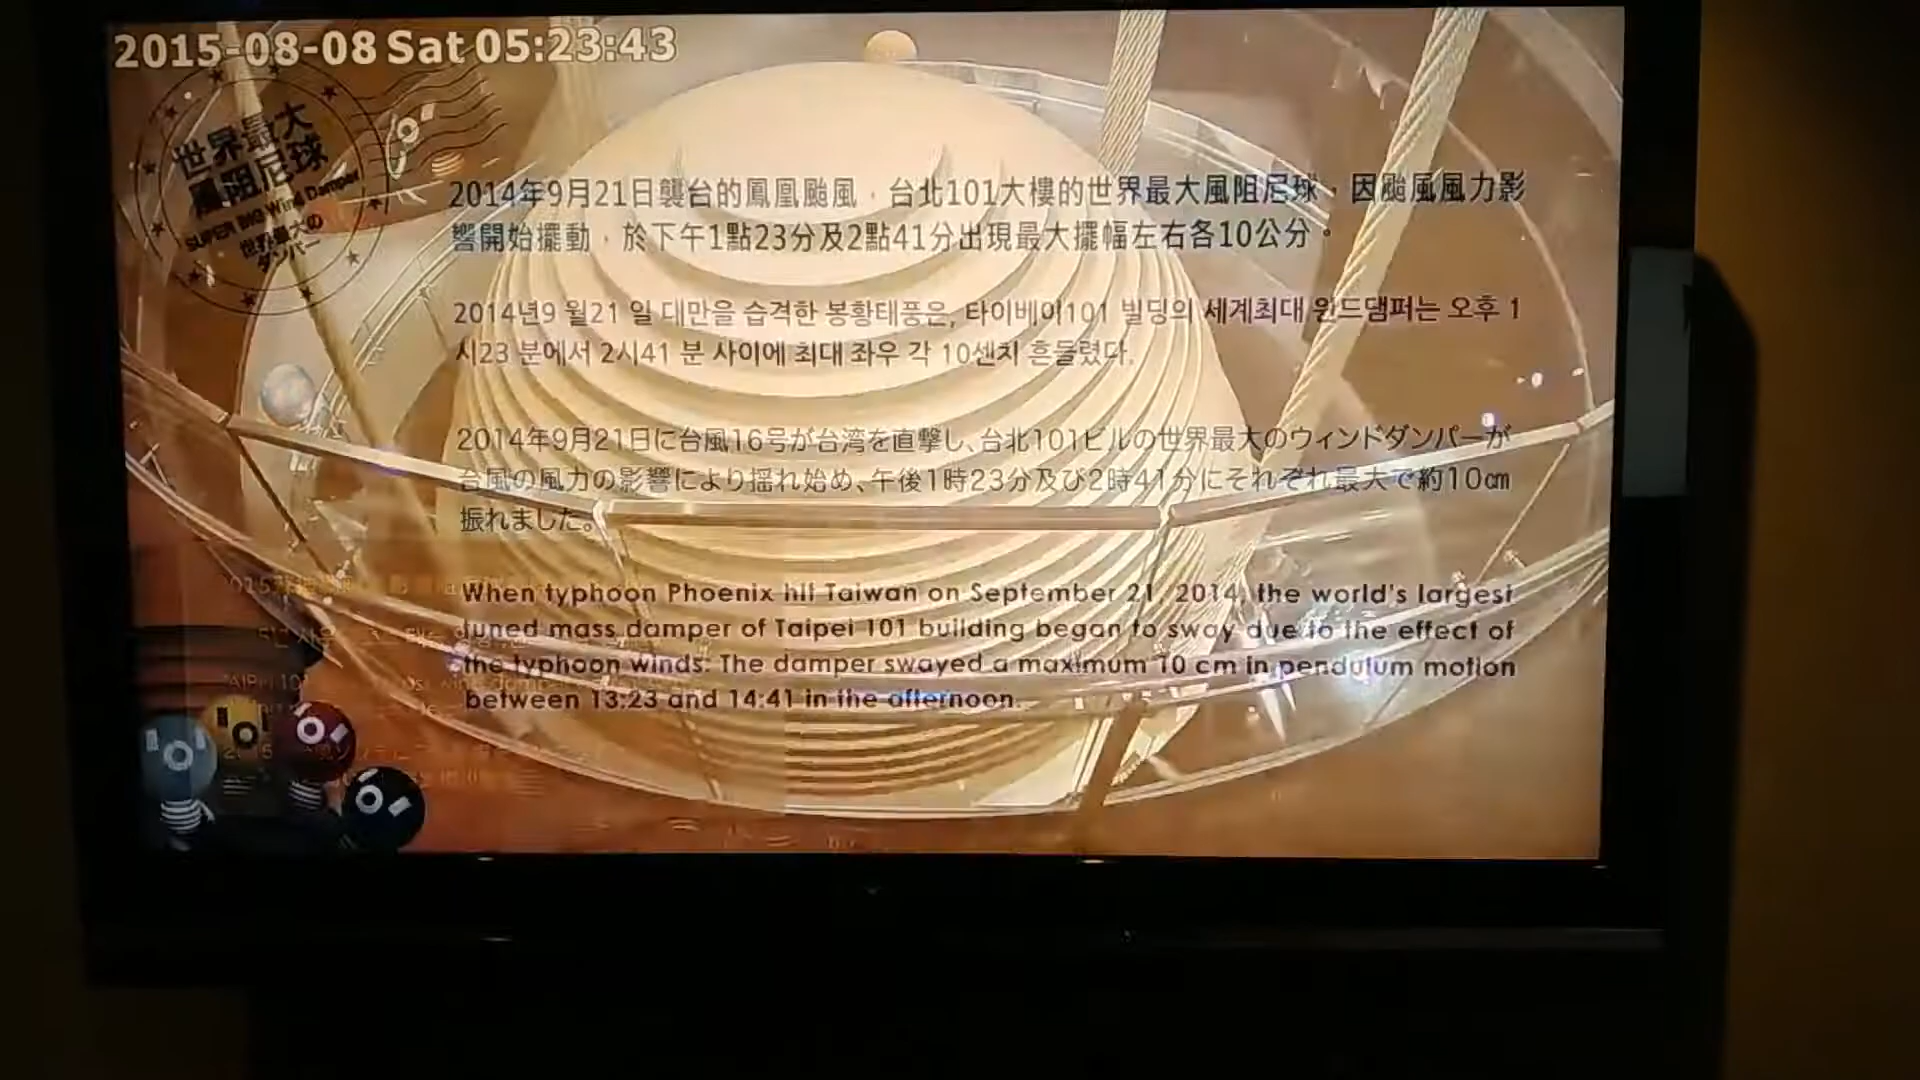 2015-08-08 Sat 05:23:43
世界最大
風阻尼球
SUPER BIG Wind Damper
世界最大の
ダンパー
2014年9月21日襲台的鳳凰颱風，台北101大樓的世界最大風阻尼球，因颱風風力影
響開始擺動，於下午1點23分及2點41分出現最大擺幅左右各10公分。
2014년9 월21 일 대만을 습격한 봉황태풍은, 타이베이101 빌딩의 세계최대 윈드댐퍼는 오후 1
시23 분에서 2시41 분 사이에 최대 좌우 각 10센치 흔들렸다.
2014年9月21日に台風16号が台湾を直撃し、台北101ビルの世界最大のウィンドダンパーが
台風の風力の影響により揺れ始め、午後1時23分及び2時41分にそれぞれ最大で約10㎝
振れました。
When typhoon Phoenix hit Taiwan on September 21, 2014, the world's largest
tuned mass damper of Taipei 101 building began to sway due to the effect of
the typhoon winds. The damper swayed a maximum 10 cm in pendulum motion
between 13:23 and 14:41 in the afternoon.